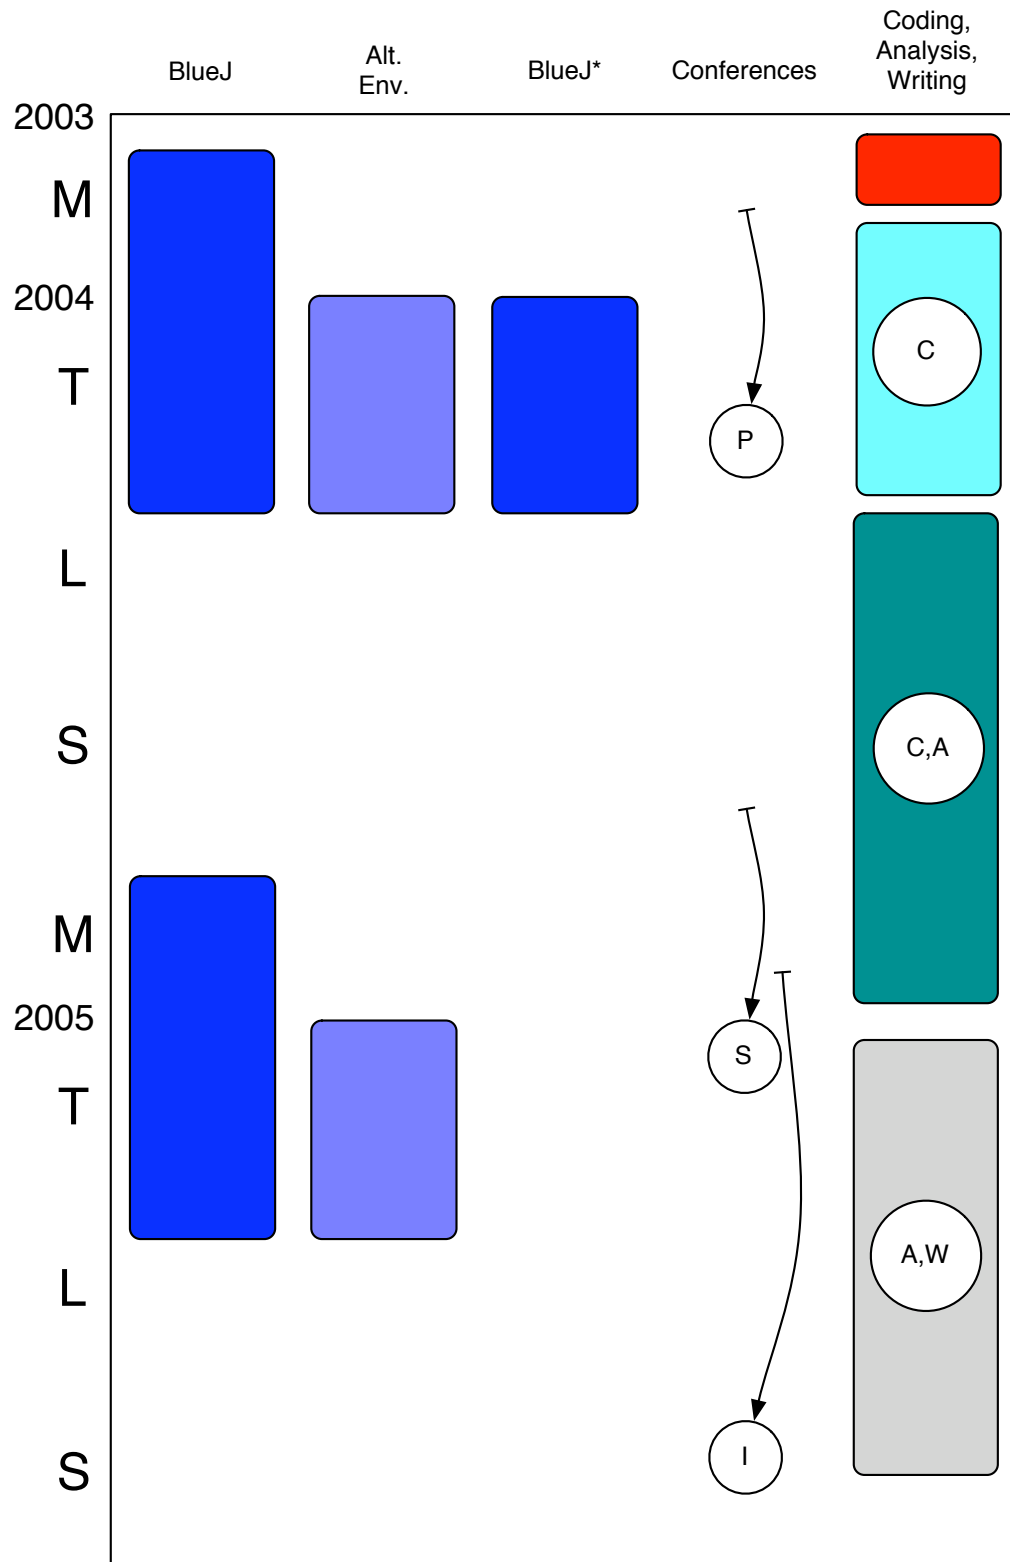 BlueJ
Alt.
Env.
BlueJ*
Conferences
Coding,
Analysis,
Writing
2003
M
2004
T
L
S
M
2005
T
L
S
P
S
I
C
C,A
A,W